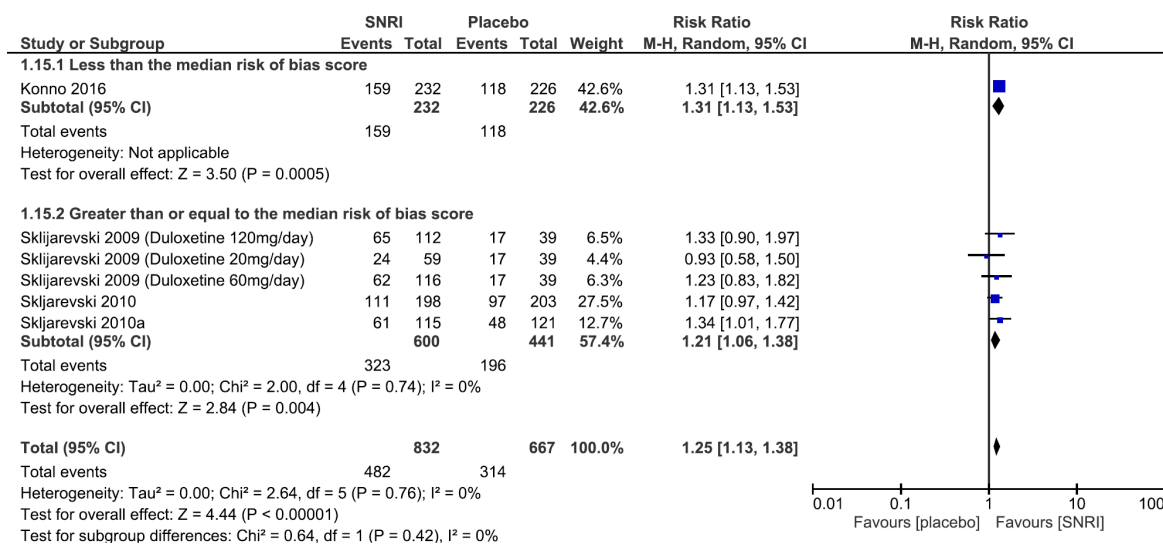 SNRI Placebo Risk Ratio Risk Ratio
Study or Subgroup Events Total Events Total Weight M-H, Random, 95% CI M-H, Random, 95% CI
1.15.1 Less than the median risk of bias score
Konno 2016 159 232 118 226 42.6% 1.31 [1.13, 1.53]
Subtotal (95% CI) 232 226 42.6% 1.31 [1.13, 1.53]
Total events 159 118
Heterogeneity: Not applicable
Test for overall effect: Z = 3.50 (P = 0.0005)
1.15.2 Greater than or equal to the median risk of bias score
Sklijarevski 2009 (Duloxetine 120mg/day) 65 112 17 39 6.5% 1.33 [0.90, 1.97]
Sklijarevski 2009 (Duloxetine 20mg/day) 24 59 17 39 4.4% 0.93 [0.58, 1.50]
Sklijarevski 2009 (Duloxetine 60mg/day) 62 116 17 39 6.3% 1.23 [0.83, 1.82]
Skljarevski 2010 111 198 97 203 27.5% 1.17 [0.97, 1.42]
Skljarevski 2010a 61 115 48 121 12.7% 1.34 [1.01, 1.77]
Subtotal (95% CI) 600 441 57.4% 1.21 [1.06, 1.38]
Total events 323 196
Heterogeneity: Tau² = 0.00; Chi² = 2.00, df = 4 (P = 0.74); I² = 0%
Test for overall effect: Z = 2.84 (P = 0.004)
Total (95% CI) 832 667 100.0% 1.25 [1.13, 1.38]
Total events 482 314
Heterogeneity: Tau² = 0.00; Chi² = 2.64, df = 5 (P = 0.76); I² = 0%
Test for overall effect: Z = 4.44 (P < 0.00001)
Test for subgroup differences: Chi² = 0.64, df = 1 (P = 0.42), I² = 0%
0.01 0.1 1 10 100
Favours [placebo] Favours [SNRI]